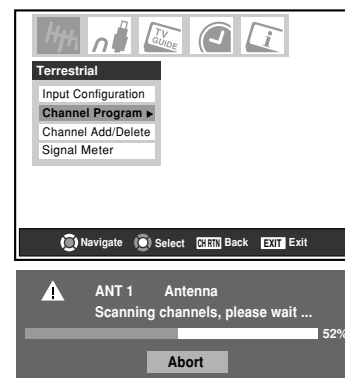 TV
GUIDE
i
Terrestrial
Input Configuration
Channel Program ▶
Channel Add/Delete
Signal Meter
Navigate Select CH RTN Back EXIT Exit
ANT 1 Antenna
Scanning channels, please wait ...
52%
Abort